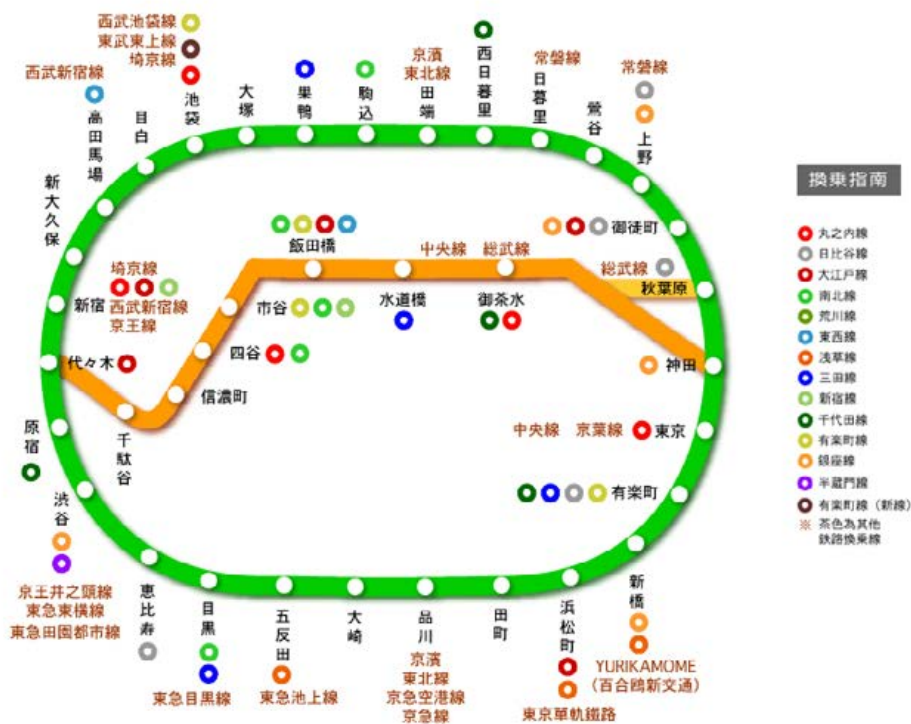 西武池袋線
東武東上線
埼京線
西武新宿線
高田馬場
目白
池袋
大塚
巣鴨
駒込
京濱
東北線
田端
西日暮里
常磐線
日暮里
鶯谷
常磐線
上野
新大久保
御徒町
飯田橋
中央線 総武線
総武線
秋葉原
埼京線
新宿
西武新宿線
京王線
市谷
水道橋
御茶水
四谷
代々木
神田
信濃町
千駄谷
原宿
中央線 京葉線
東京
有楽町
渋谷
京王井之頭線
東急東横線
東急田園都市線
恵比寿
目黒
東急目黒線
五反田
東急池上線
大崎
品川
京濱
東北線
京急空港線
京急線
田町
浜松町
東京單軌鐵路
新橋
YURIKAMOME
(百合鴎新文通)
換乗指南
丸之内線
日比谷線
大江戸線
南北線
荒川線
東西線
浅草線
三田線
新宿線
千代田線
有楽町線
銀座線
半蔵門線
有楽町線（新線）
※ 茶色為其他
鉄路換乗線